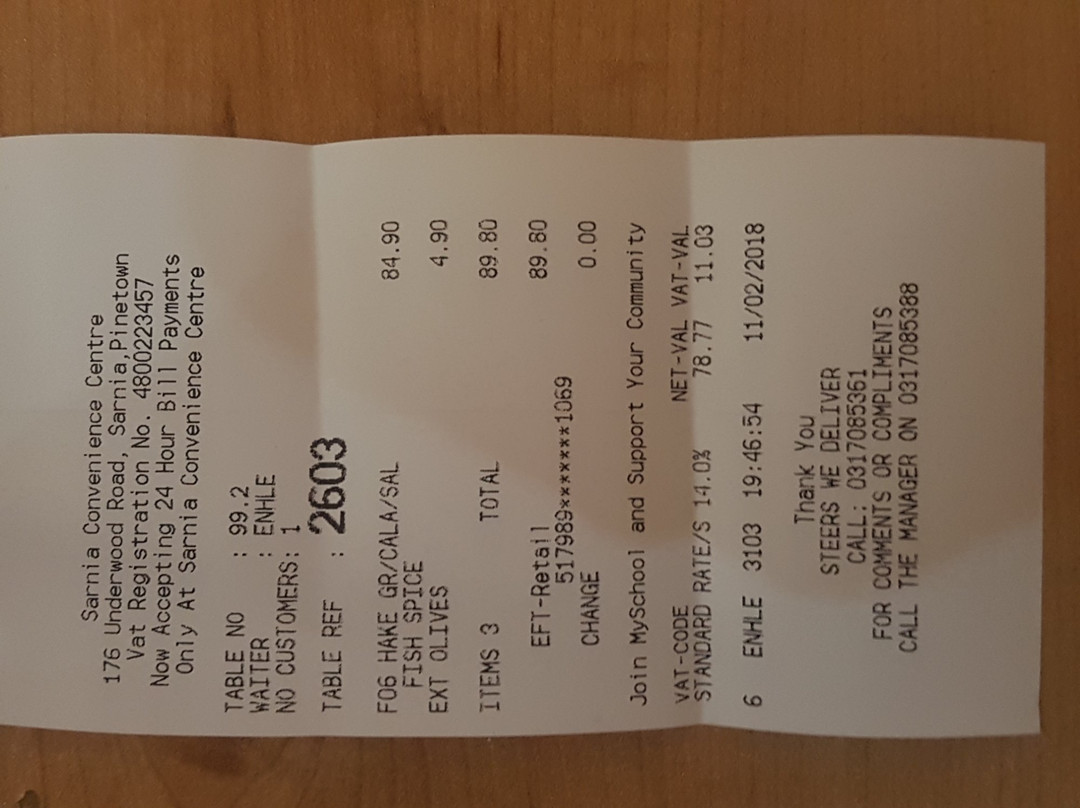 Sarnia Convenience Centre
176 Underwood Road, Sarnia,Pinetown
Vat Registration No. 4800223457
Now Accepting 24 Hour Bill Payments
Only At Sarnia Convenience Centre
TABLE NO : 99.2
WAITER : ENHLE
NO CUSTOMERS: 1
TABLE REF : 2603
FO6 HAKE GR/CALA/SAL 84.90
FISH SPICE
EXT OLIVES 4.90
ITEMS 3 TOTAL 89.80
EFT-Retail 89.80
517989*******1069
CHANGE 0.00
Join MySchool and Support Your Community
VAT-CODE NET-VAL VAT-VAL
STANDARD RATE/S 14.0% 78.77 11.03
6 ENHLE 3103 19:46:54 11/02/2018
Thank You
STEERS WE DELIVER
CALL: 0317085361
FOR COMMENTS OR COMPLIMENTS
CALL THE MANAGER ON 0317085388